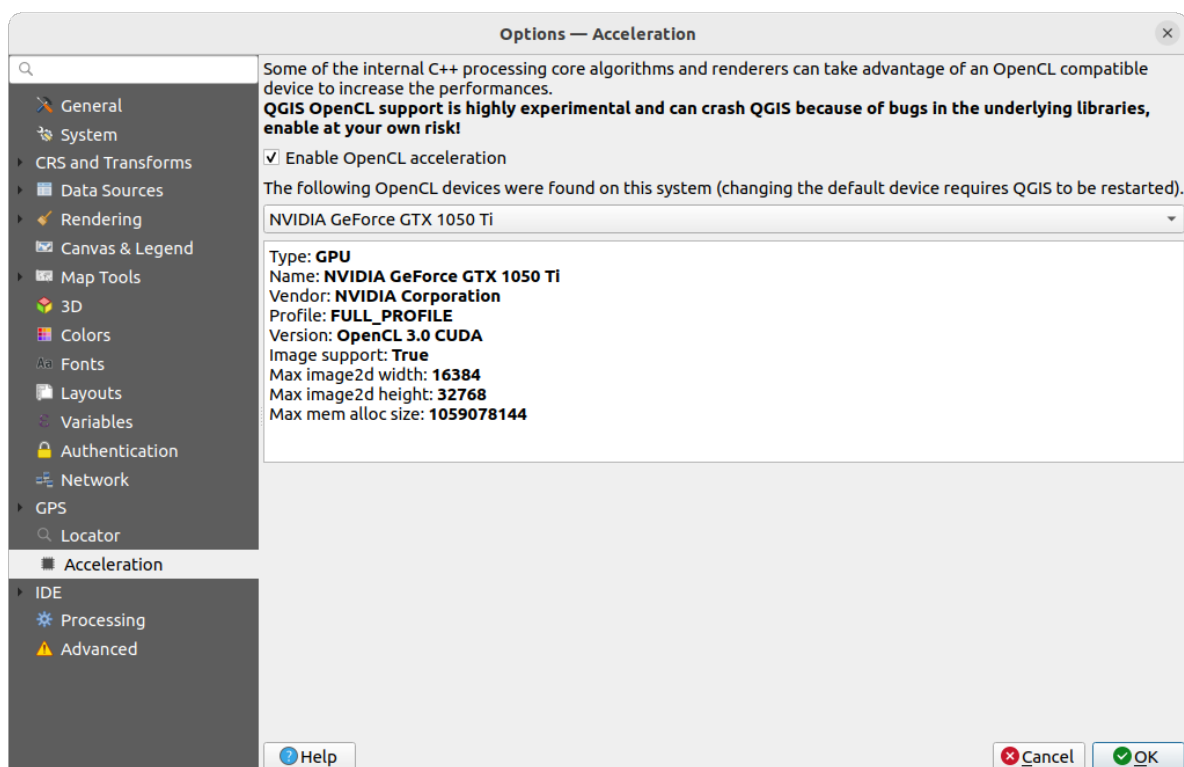 Options — Acceleration
General
System
CRS and Transforms
Data Sources
Rendering
Canvas & Legend
Map Tools
3D
Colors
Fonts
Layouts
Variables
Authentication
Network
GPS
Locator
Acceleration
IDE
Processing
Advanced
Some of the internal C++ processing core algorithms and renderers can take advantage of an OpenCL compatible
device to increase the performances.
QGIS OpenCL support is highly experimental and can crash QGIS because of bugs in the underlying libraries,
enable at your own risk!
Enable OpenCL acceleration
The following OpenCL devices were found on this system (changing the default device requires QGIS to be restarted).
NVIDIA GeForce GTX 1050 Ti
Type: GPU
Name: NVIDIA GeForce GTX 1050 Ti
Vendor: NVIDIA Corporation
Profile: FULL_PROFILE
Version: OpenCL 3.0 CUDA
Image support: True
Max image2d width: 16384
Max image2d height: 32768
Max mem alloc size: 1059078144
Help
Cancel
OK